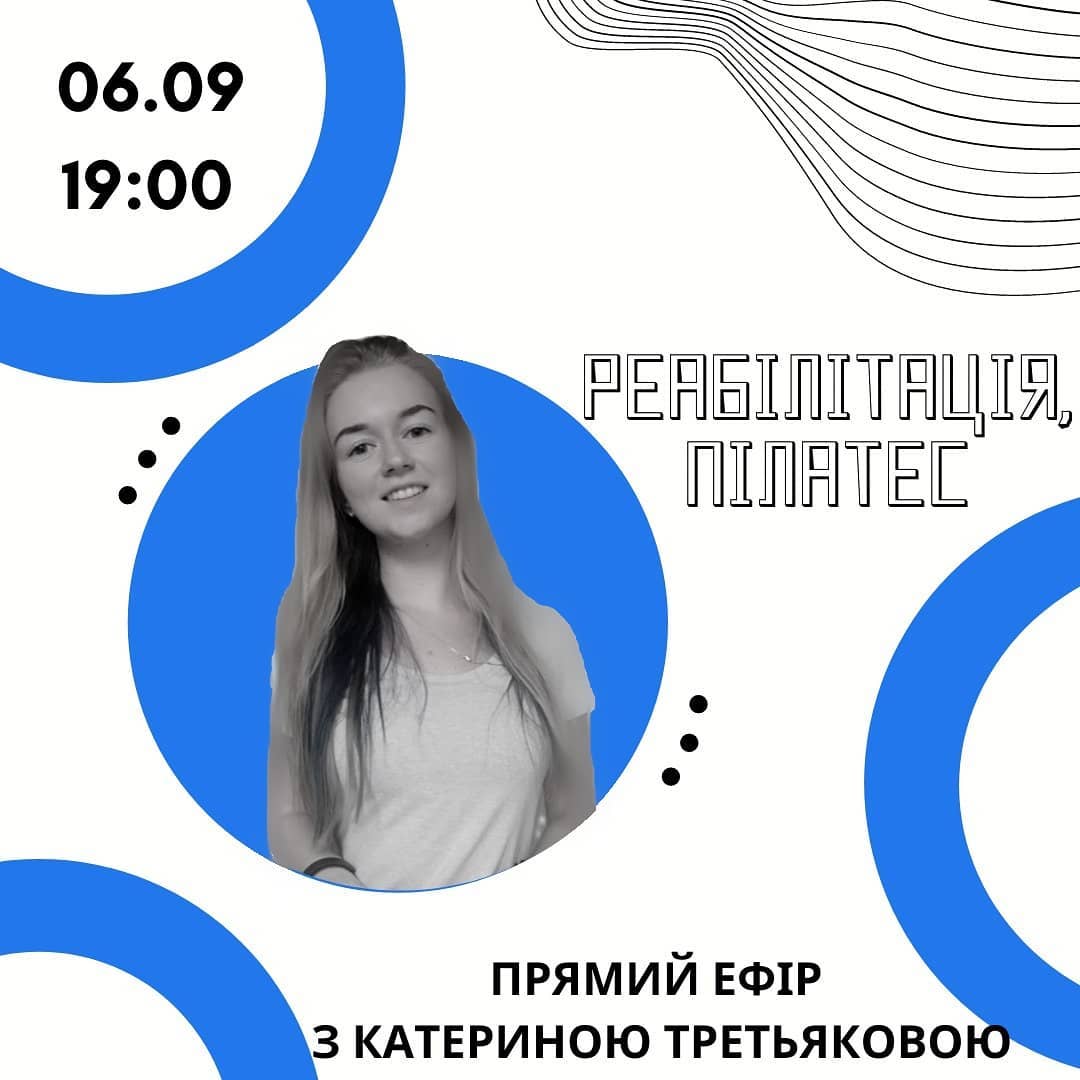 06.09
19:00
РЕАБІЛІТАЦІЯ,
ПІЛАТЕС
ПРЯМИЙ ЕФІР
З КАТЕРИНОЮ ТРЕТЬЯКОВОЮ